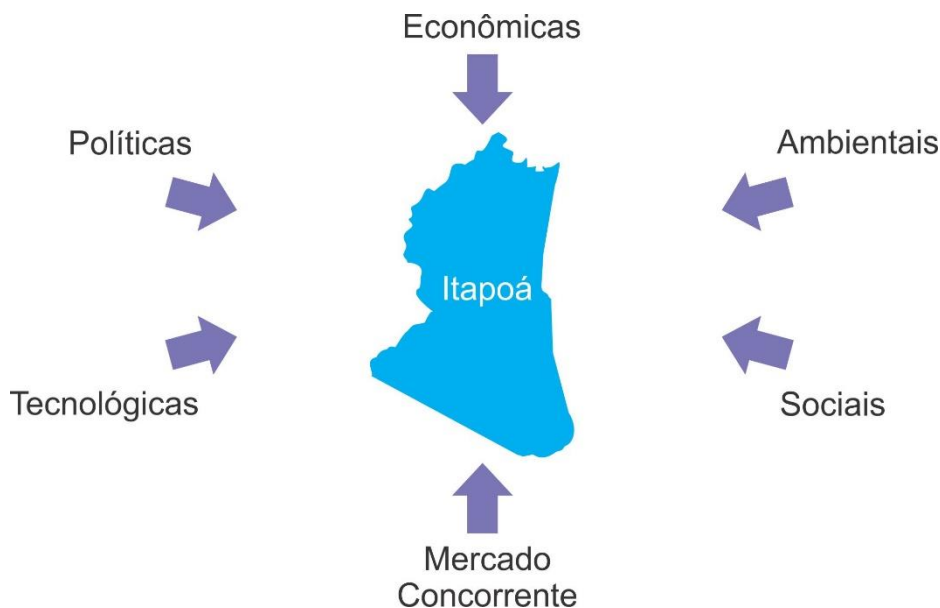 Econômicas
Políticas
Ambientais
Itapoá
Tecnológicas
Sociais
Mercado
Concorrente